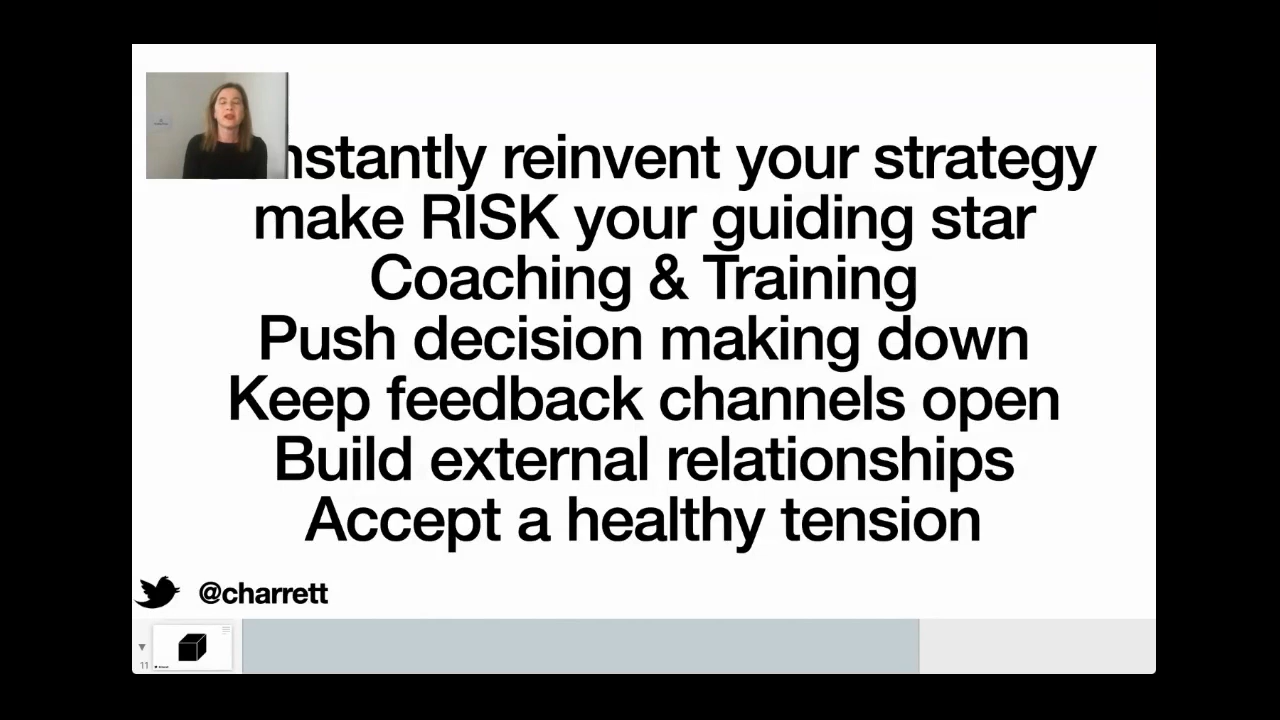 nstantly reinvent your strategy
make RISK your guiding star
Coaching & Training
Push decision making down
Keep feedback channels open
Build external relationships
Accept a healthy tension
@charrett
11